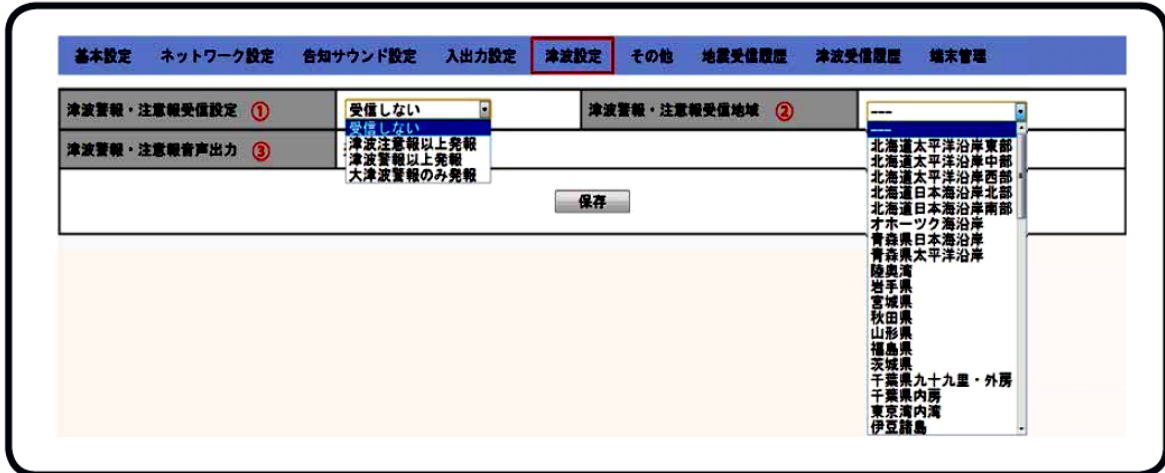 基本設定 ネットワーク設定 告知サウンド設定 入出力設定 津波設定 その他 地震受信履歴 津波受信履歴 端末管理
津波警報・注意報受信設定 ① 受信しない 津波警報・注意報受信地域 ② ---
受信しない
津波注意報以上発報
津波警報以上発報
大津波警報のみ発報
---
北海道太平洋沿岸東部
北海道太平洋沿岸中部
北海道太平洋沿岸西部
北海道日本海沿岸北部
北海道日本海沿岸南部
オホーツク海沿岸
青森県日本海沿岸
青森県太平洋沿岸
陸奥湾
岩手県
宮城県
秋田県
山形県
福島県
茨城県
千葉県九十九里・外房
千葉県内房
東京湾内湾
伊豆諸島
津波警報・注意報音声出力 ③
保存